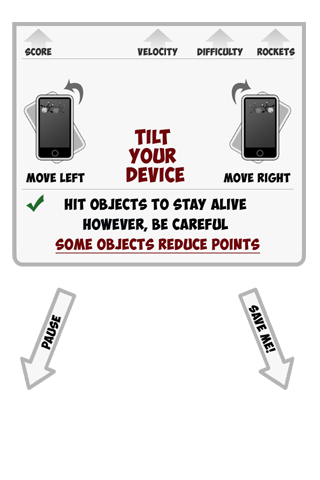 SCORE VELOCITY DIFFICULTY ROCKETS
TILT
YOUR
DEVICE
MOVE LEFT
MOVE RIGHT
HIT OBJECTS TO STAY ALIVE
HOWEVER, BE CAREFUL
SOME OBJECTS REDUCE POINTS
PAUSE
SAVE ME!